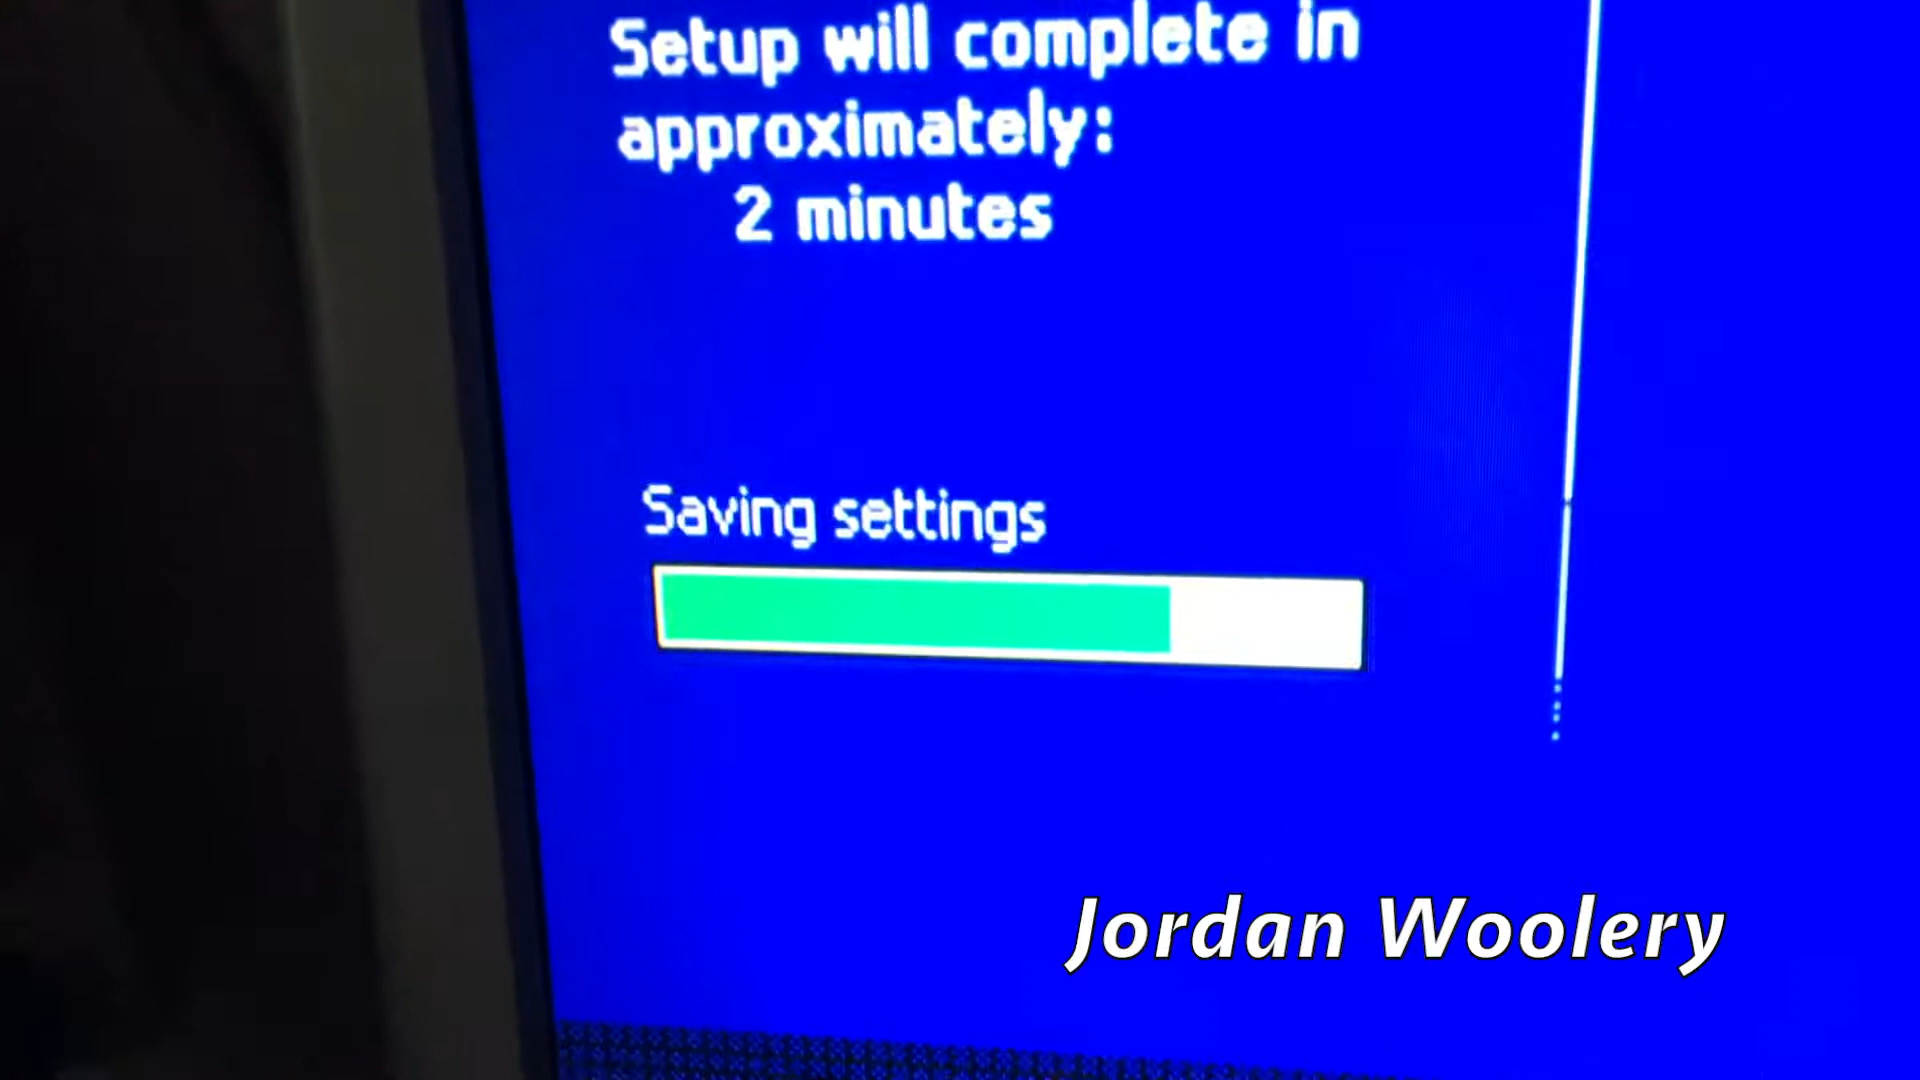 Setup will complete in
approximately:
2 minutes
Saving settings
Jordan Woolery